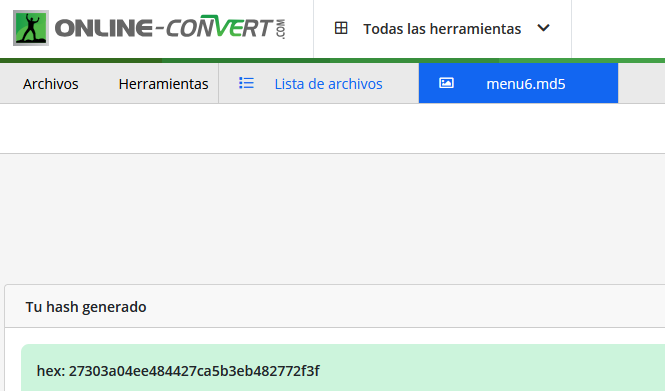 ONLINE-CONVERT.COM
Todas las herramientas
Archivos
Herramientas
Lista de archivos
menu6.md5
Tu hash generado
hex: 27303a04ee484427ca5b3eb482772f3f